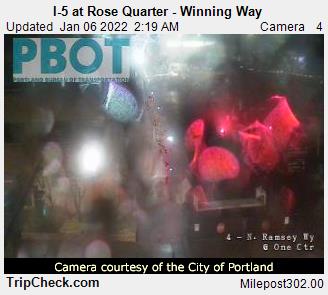 I-5 at Rose Quarter - Winning Way
Updated Jan 06 2022 2:19 AM Camera 4
PBOT
PORTLAND BUREAU OF TRANSPORTATION
4 - N. Ramsey Wy
@ One Ctr
Camera courtesy of the City of Portland
TripCheck.com Milepost302.00